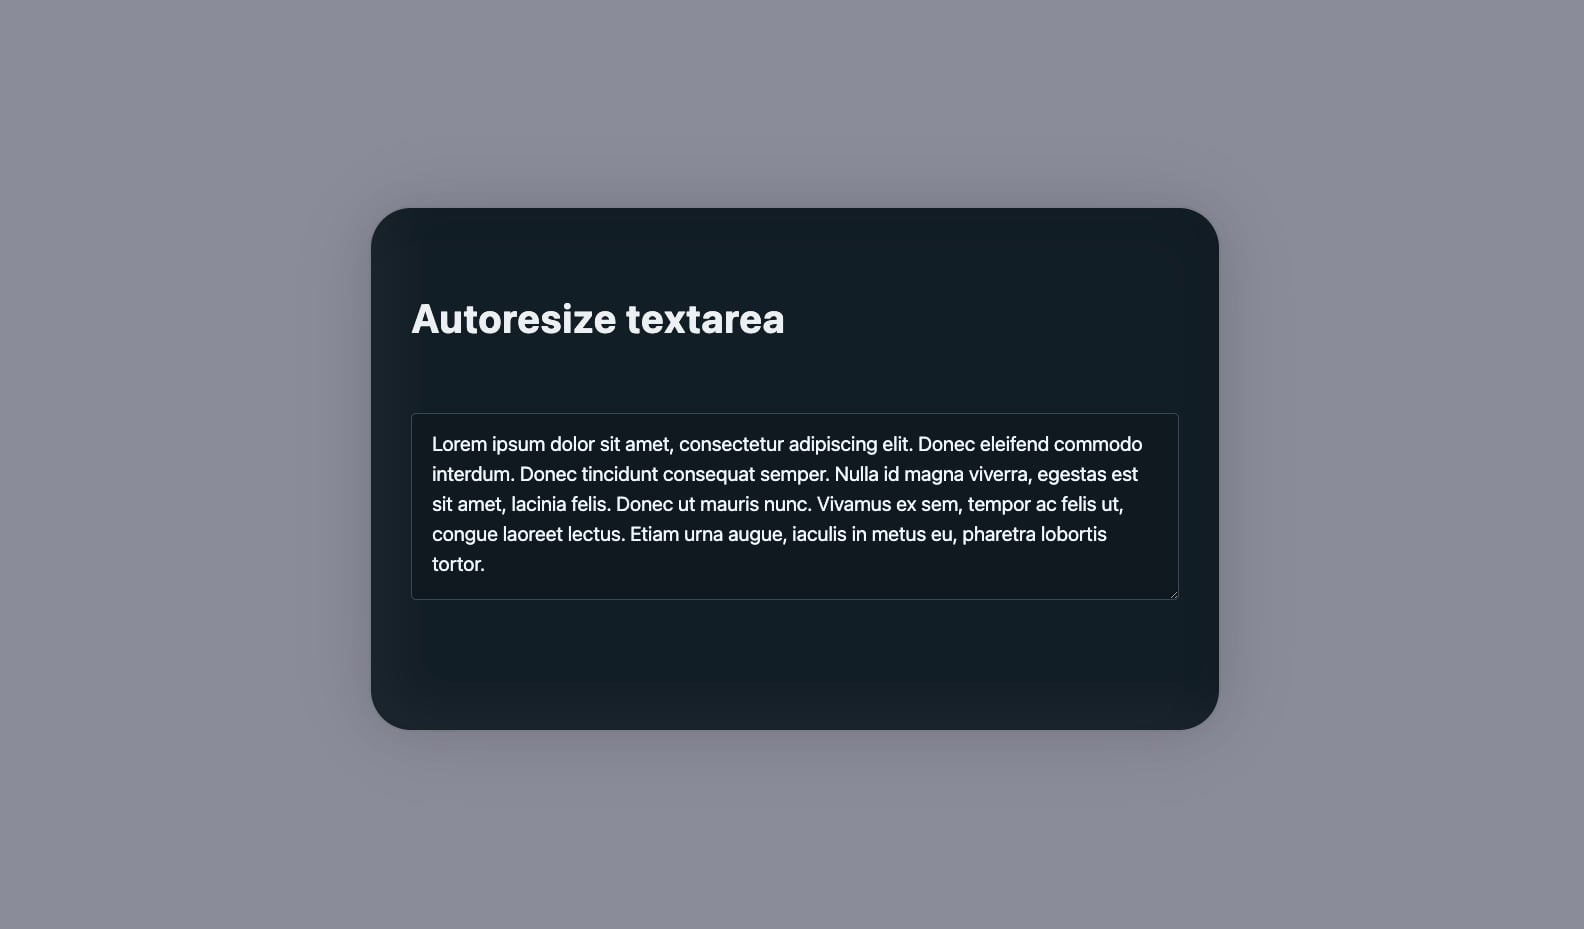 Autoresize textarea
Lorem ipsum dolor sit amet, consectetur adipiscing elit. Donec eleifend commodo
interdum. Donec tincidunt consequat semper. Nulla id magna viverra, egestas est
sit amet, lacinia felis. Donec ut mauris nunc. Vivamus ex sem, tempor ac felis ut,
congue laoreet lectus. Etiam urna augue, iaculis in metus eu, pharetra lobortis
tortor.